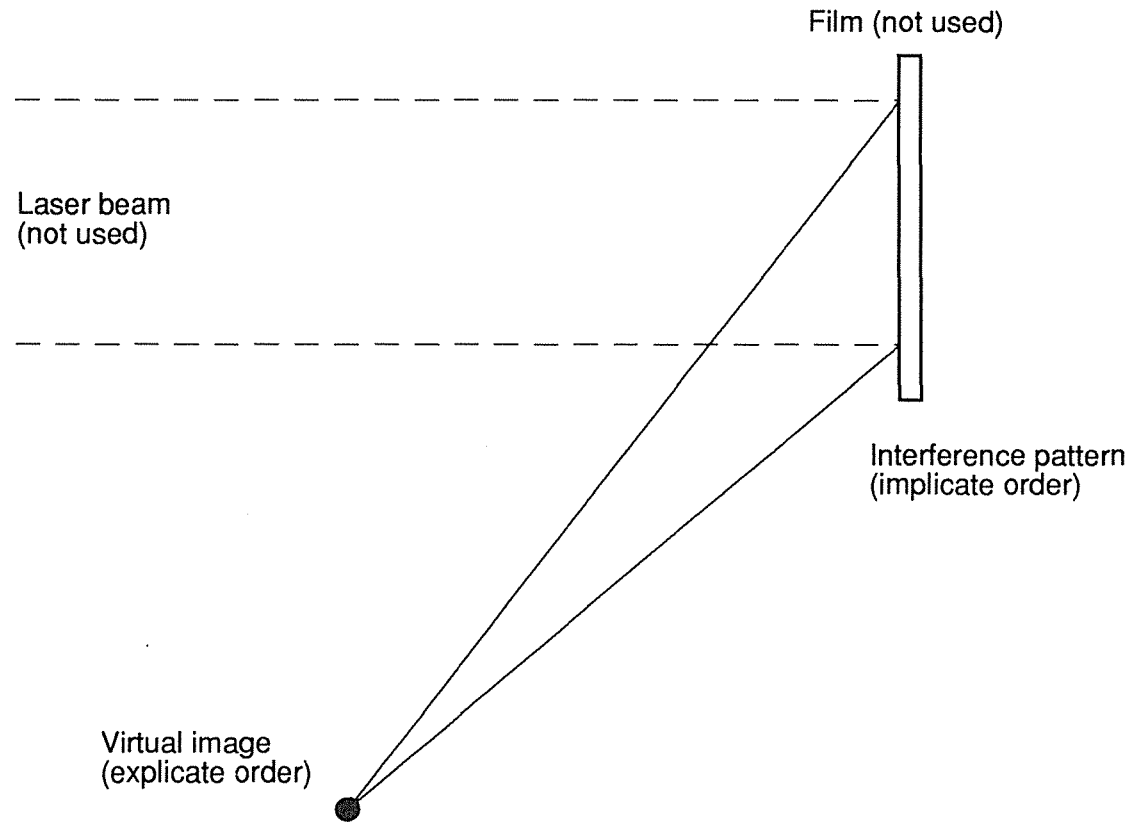 Film (not used)
Laser beam
(not used)
Interference pattern
(implicate order)
Virtual image
(explicate order)